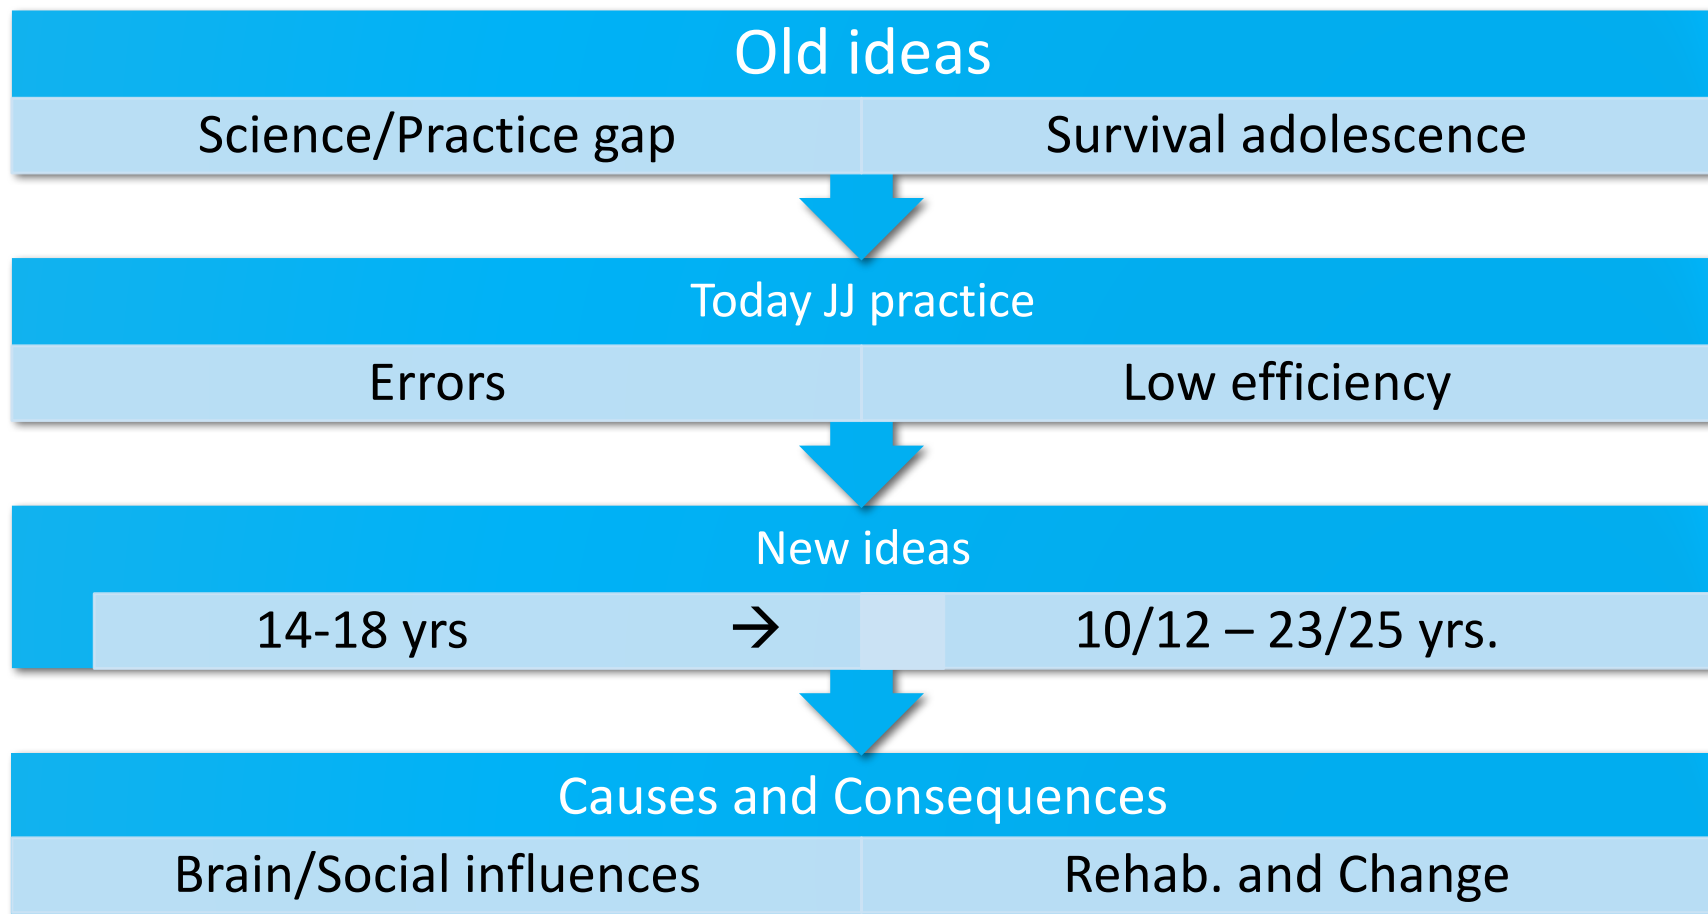 Old ideas
Science/Practice gap Survival adolescence
Today JJ practice
Errors Low efficiency
New ideas
14-18 yrs → 10/12 – 23/25 yrs.
Causes and Consequences
Brain/Social influences Rehab. and Change